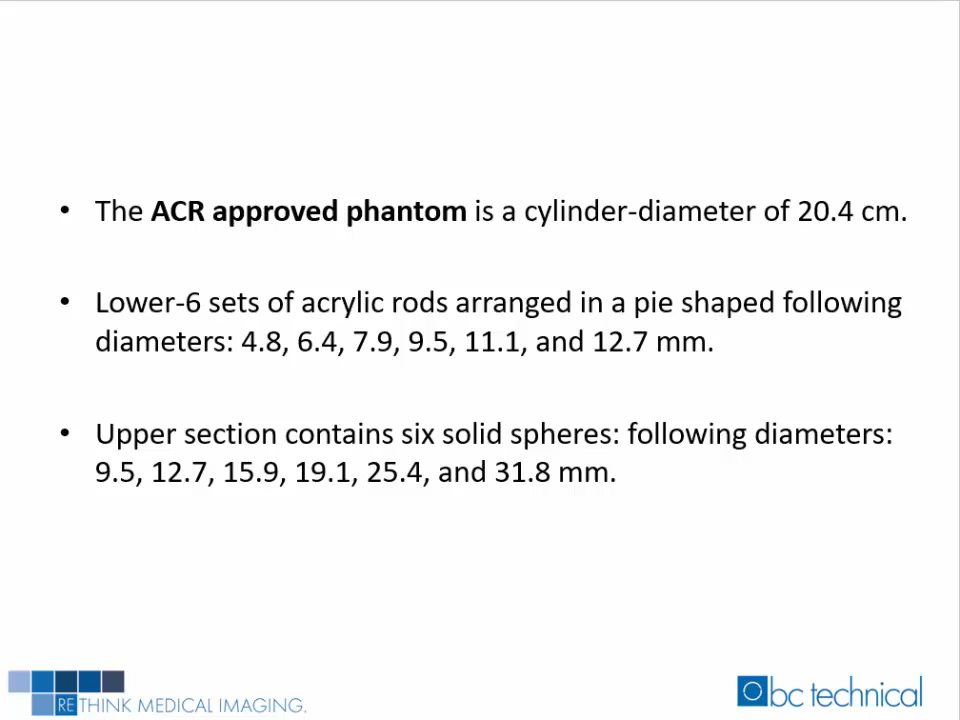 • The ACR approved phantom is a cylinder-diameter of 20.4 cm.
• Lower-6 sets of acrylic rods arranged in a pie shaped following
diameters: 4.8, 6.4, 7.9, 9.5, 11.1, and 12.7 mm.
• Upper section contains six solid spheres: following diameters:
9.5, 12.7, 15.9, 19.1, 25.4, and 31.8 mm.
RETHINK MEDICAL IMAGING.
bc technical